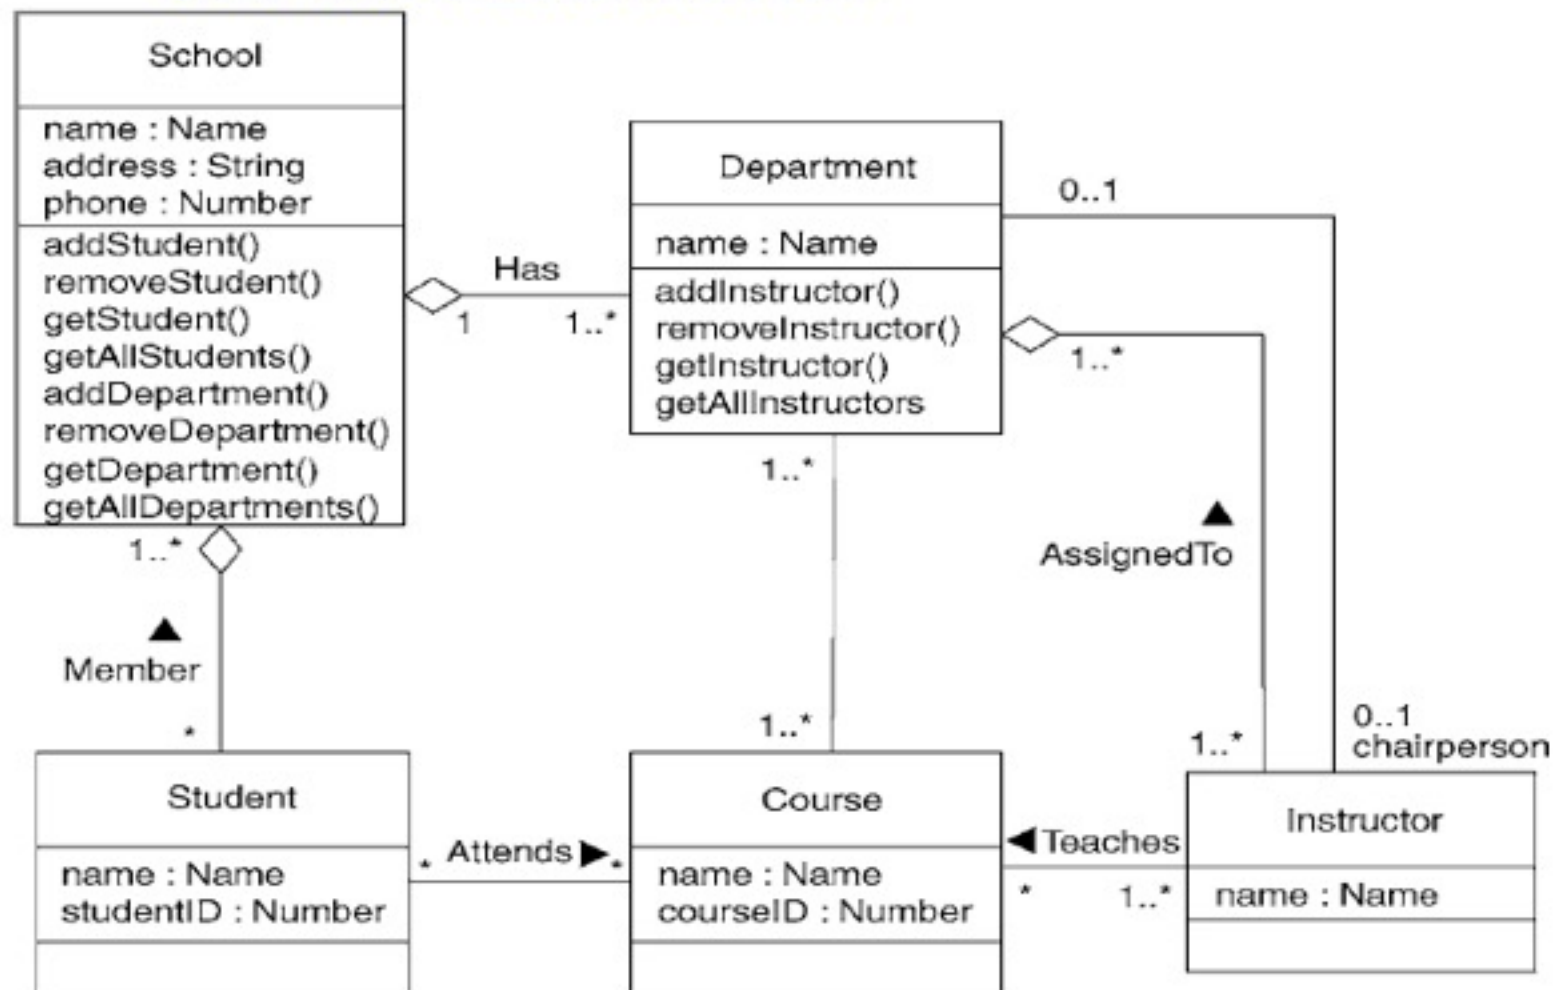 School
name : Name
address : String
phone : Number
addStudent()
removeStudent()
getStudent()
getAllStudents()
addDepartment()
removeDepartment()
getDepartment()
getAllDepartments()
Has
1
1..*
Department
name : Name
addInstructor()
removeInstructor()
getInstructor()
getAllInstructors
0..1
1..*
1..*
AssignedTo
1..*
Member
*
1..*
1..*
0..1
chairperson
Student
name : Name
studentID : Number
* Attends *
Course
name : Name
courseID : Number
Teaches
* 1..*
Instructor
name : Name